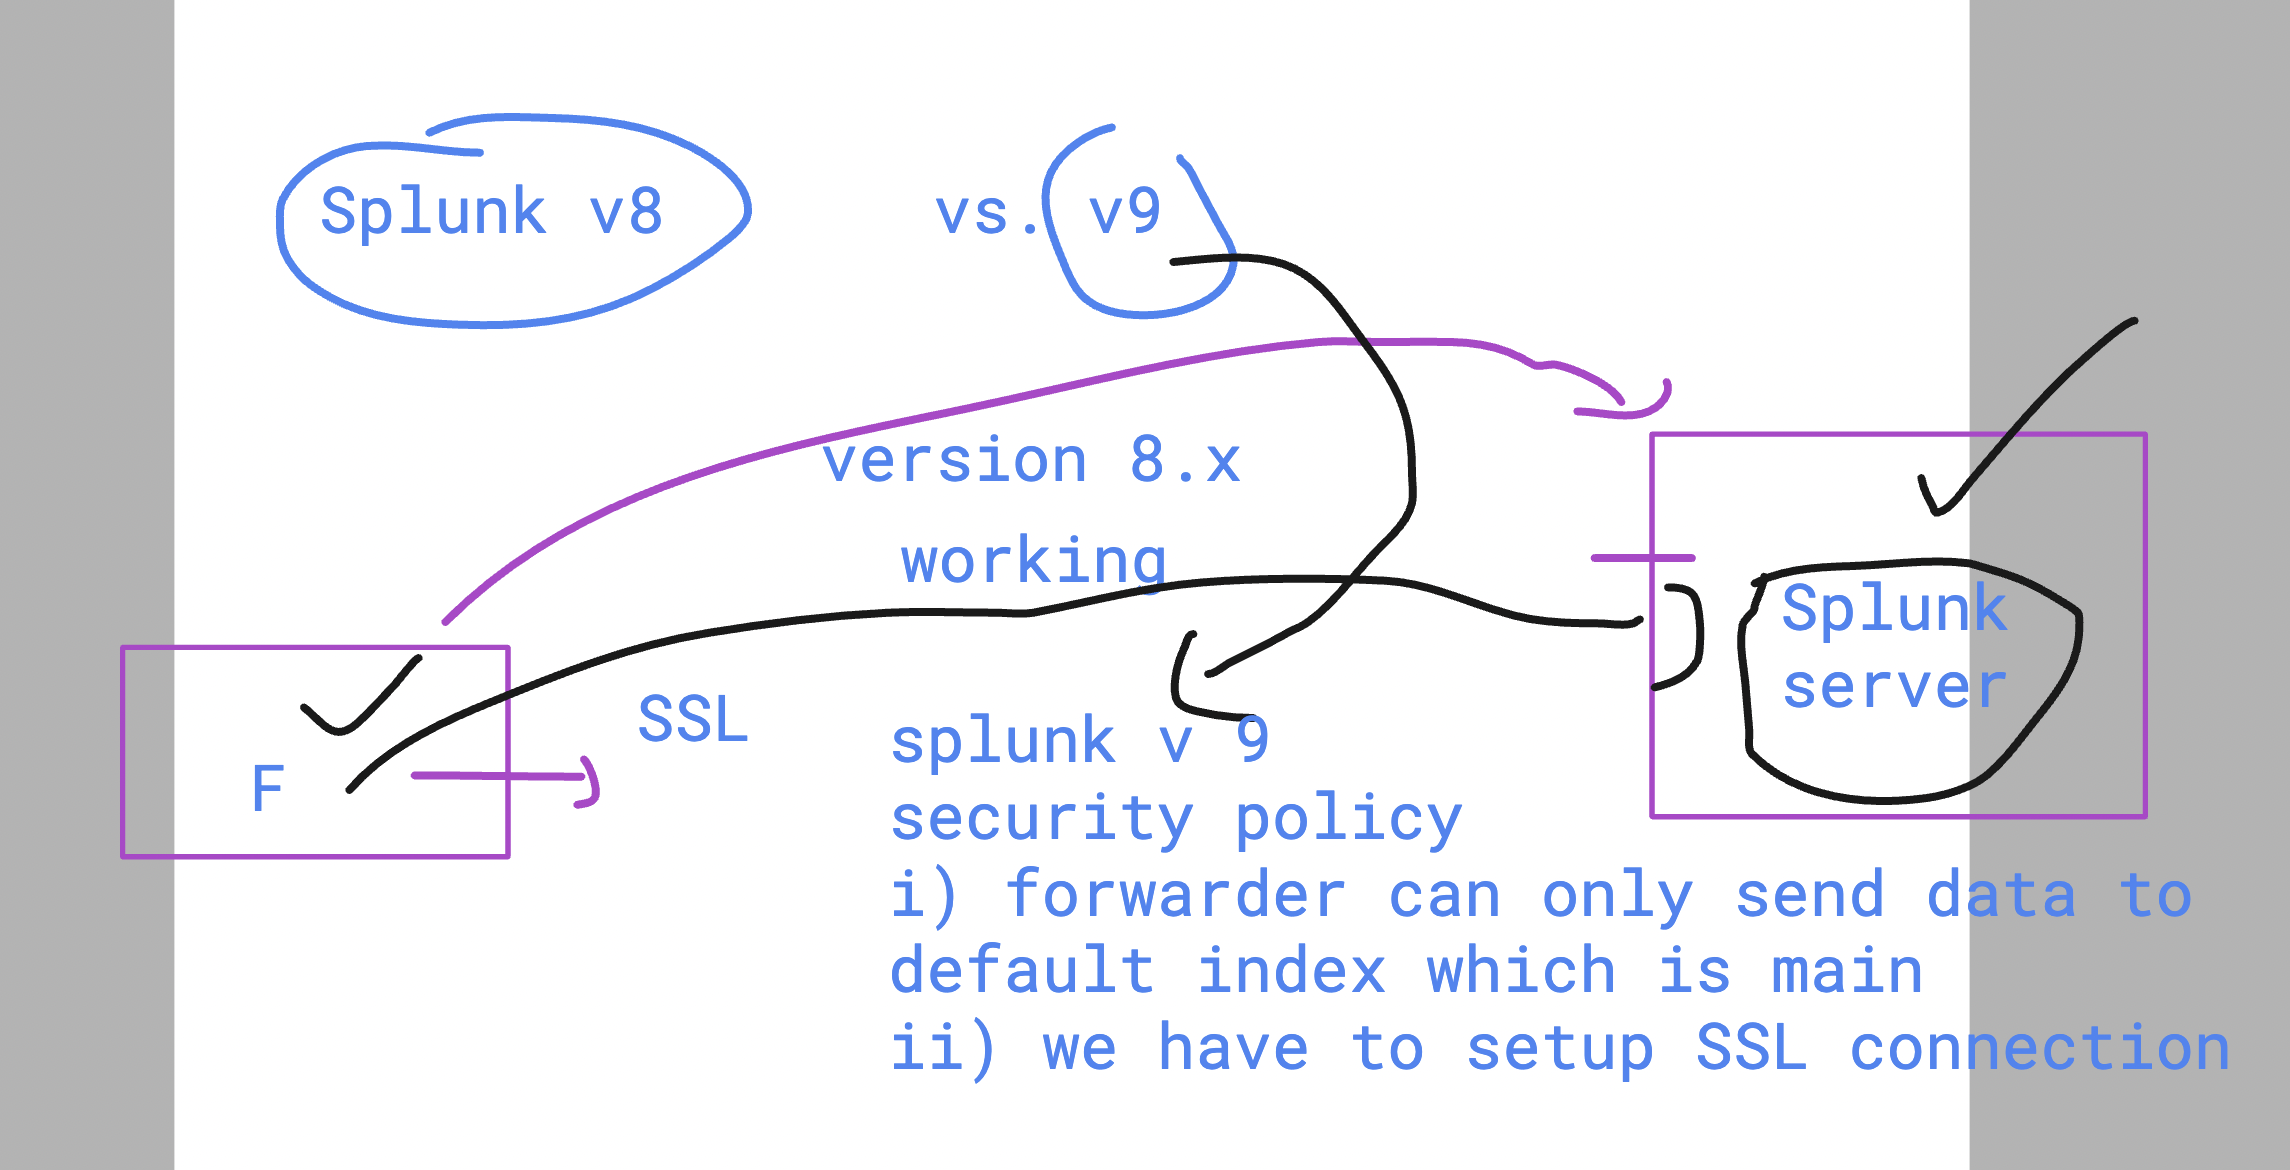 Splunk v8 vs. v9
version 8.x
working
Splunk
server
F
SSL
splunk v 9
security policy
i) forwarder can only send data to
default index which is main
ii) we have to setup SSL connection